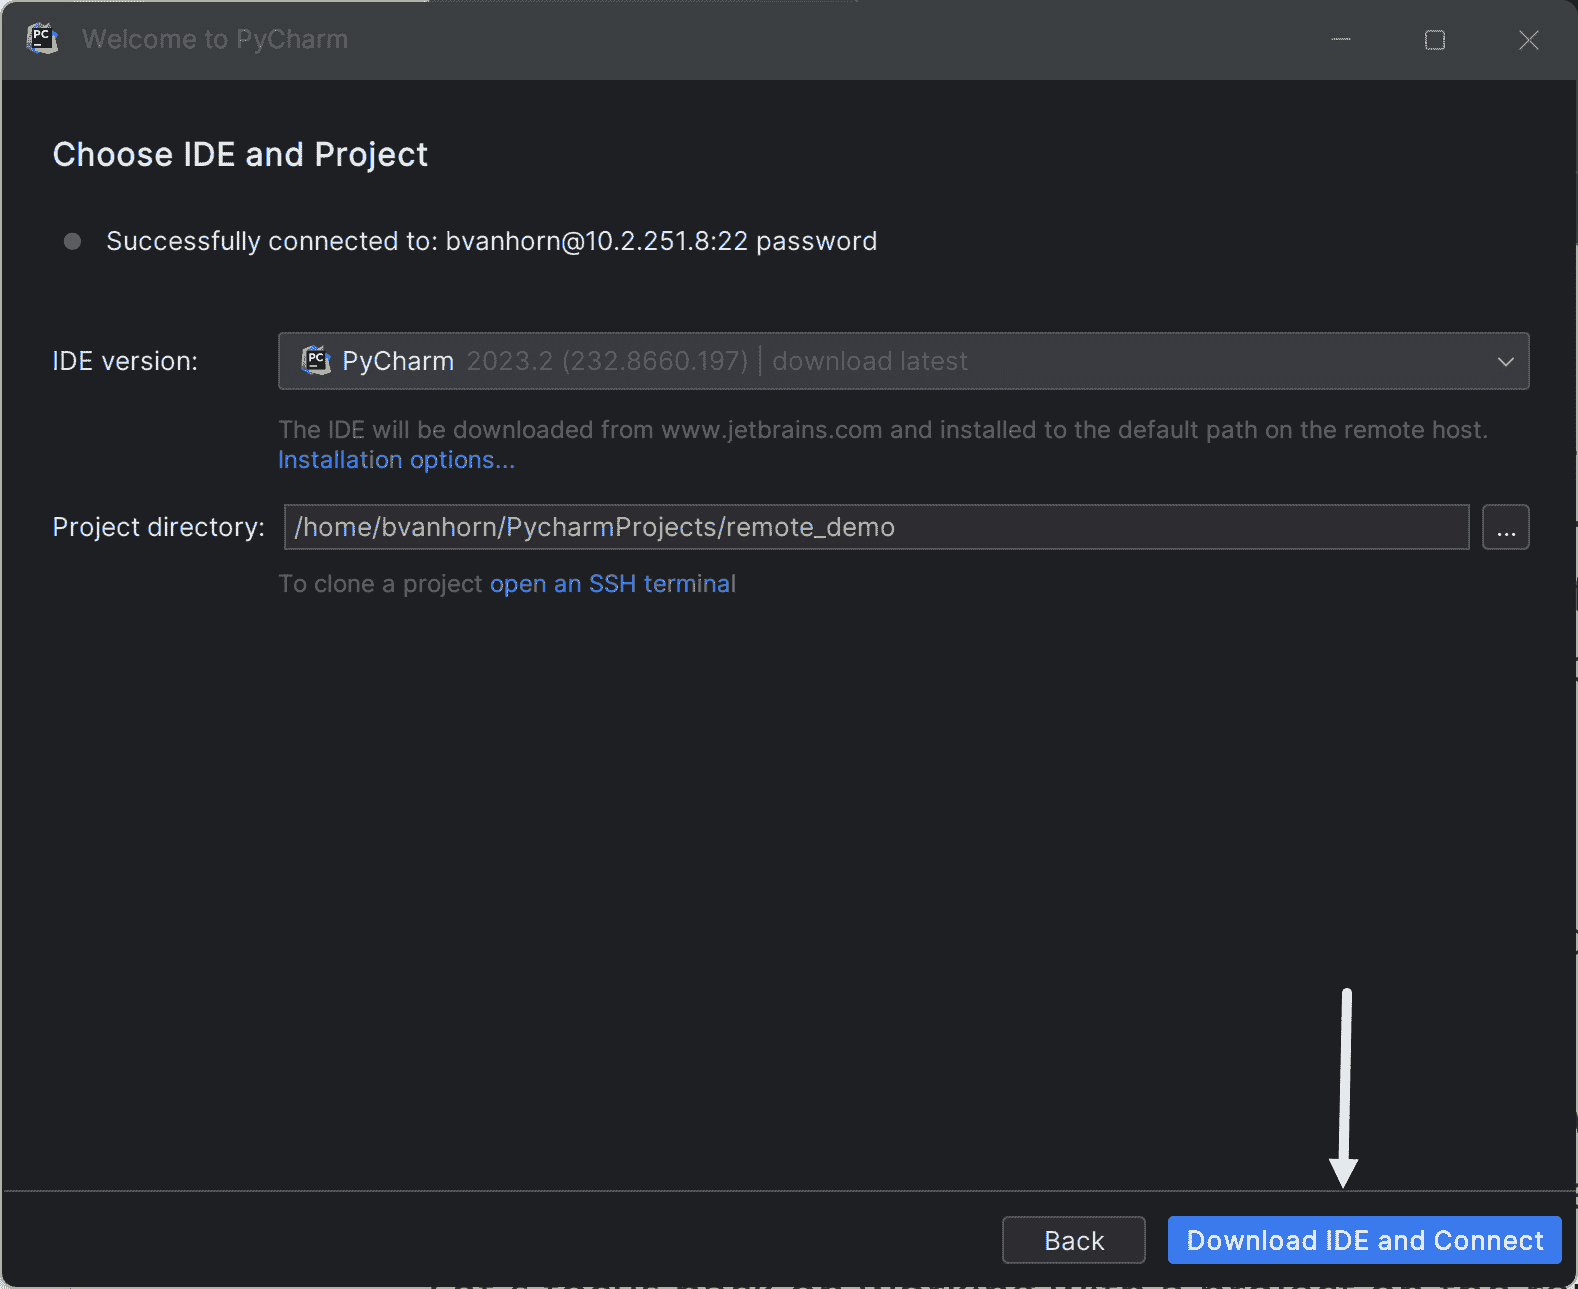 PC Welcome to PyCharm
Choose IDE and Project
Successfully connected to: bvanhorn@10.2.251.8:22 password
IDE version: PC PyCharm 2023.2 (232.8660.197) | download latest
The IDE will be downloaded from www.jetbrains.com and installed to the default path on the remote host.
Installation options...
Project directory: /home/bvanhorn/PycharmProjects/remote_demo ...
To clone a project open an SSH terminal
Back Download IDE and Connect